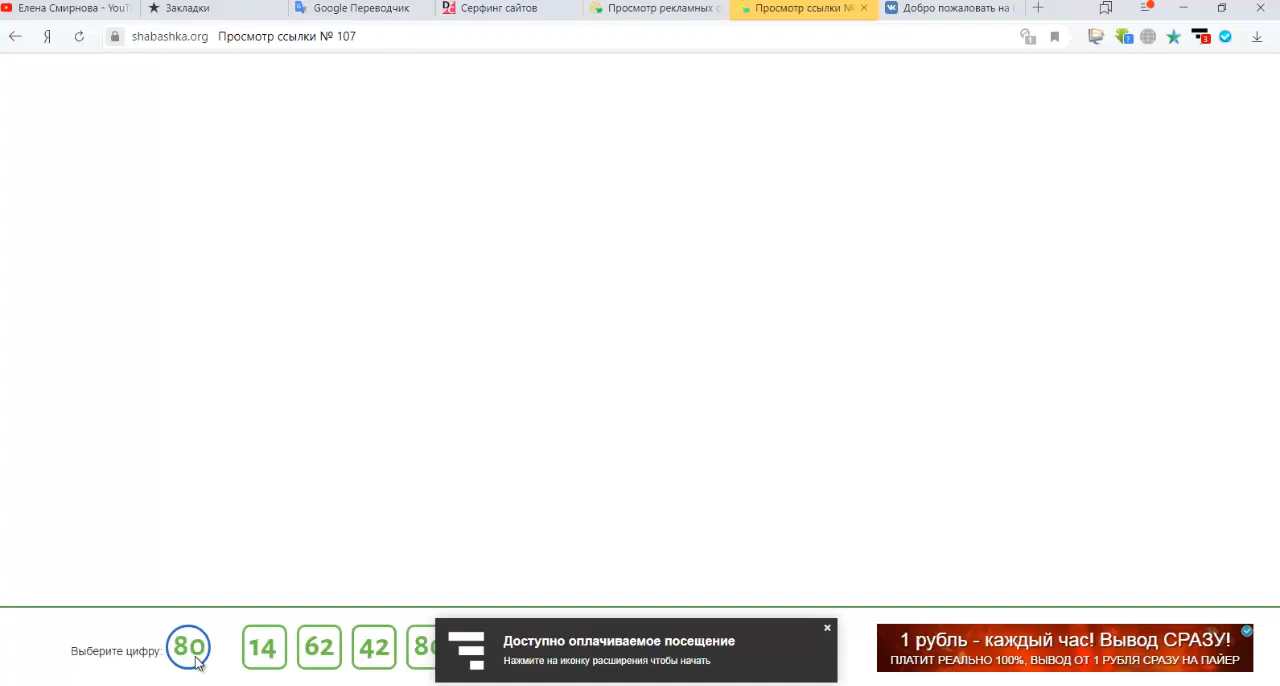 Елена Смирнова - YouT
Закладки
Google Переводчик
Серфинг сайтов
Просмотр рекламных с
Просмотр ссылки №
Добро пожаловать на
shabashka.org Просмотр ссылки № 107
Выберите цифру:
80
14
62
42
80
Доступно оплачиваемое посещение
Нажмите на иконку расширения чтобы начать
1 рубль - каждый час! Вывод СРАЗУ!
ПЛАТИТ РЕАЛЬНО 100%, ВЫВОД ОТ 1 РУБЛЯ СРАЗУ НА ПАЙЕР